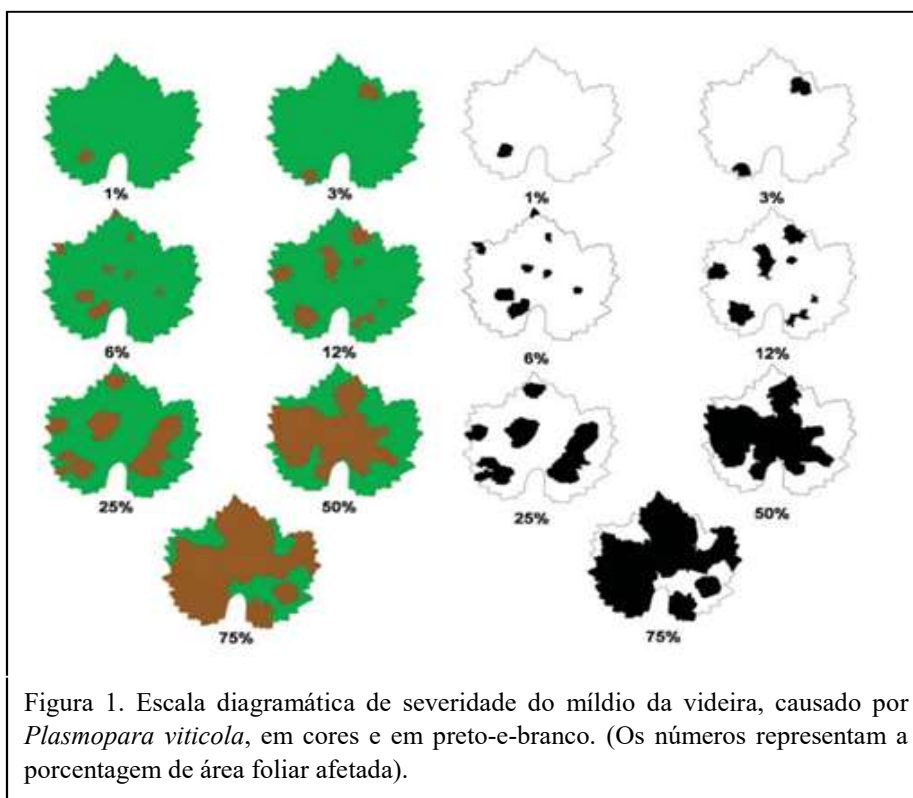 1% 3% 1% 3%
6% 12% 6% 12%
25% 50% 25% 50%
75% 75%
Figura 1. Escala diagramática de severidade do míldio da videira, causado por
Plasmopara viticola, em cores e em preto-e-branco. (Os números representam a
porcentagem de área foliar afetada).